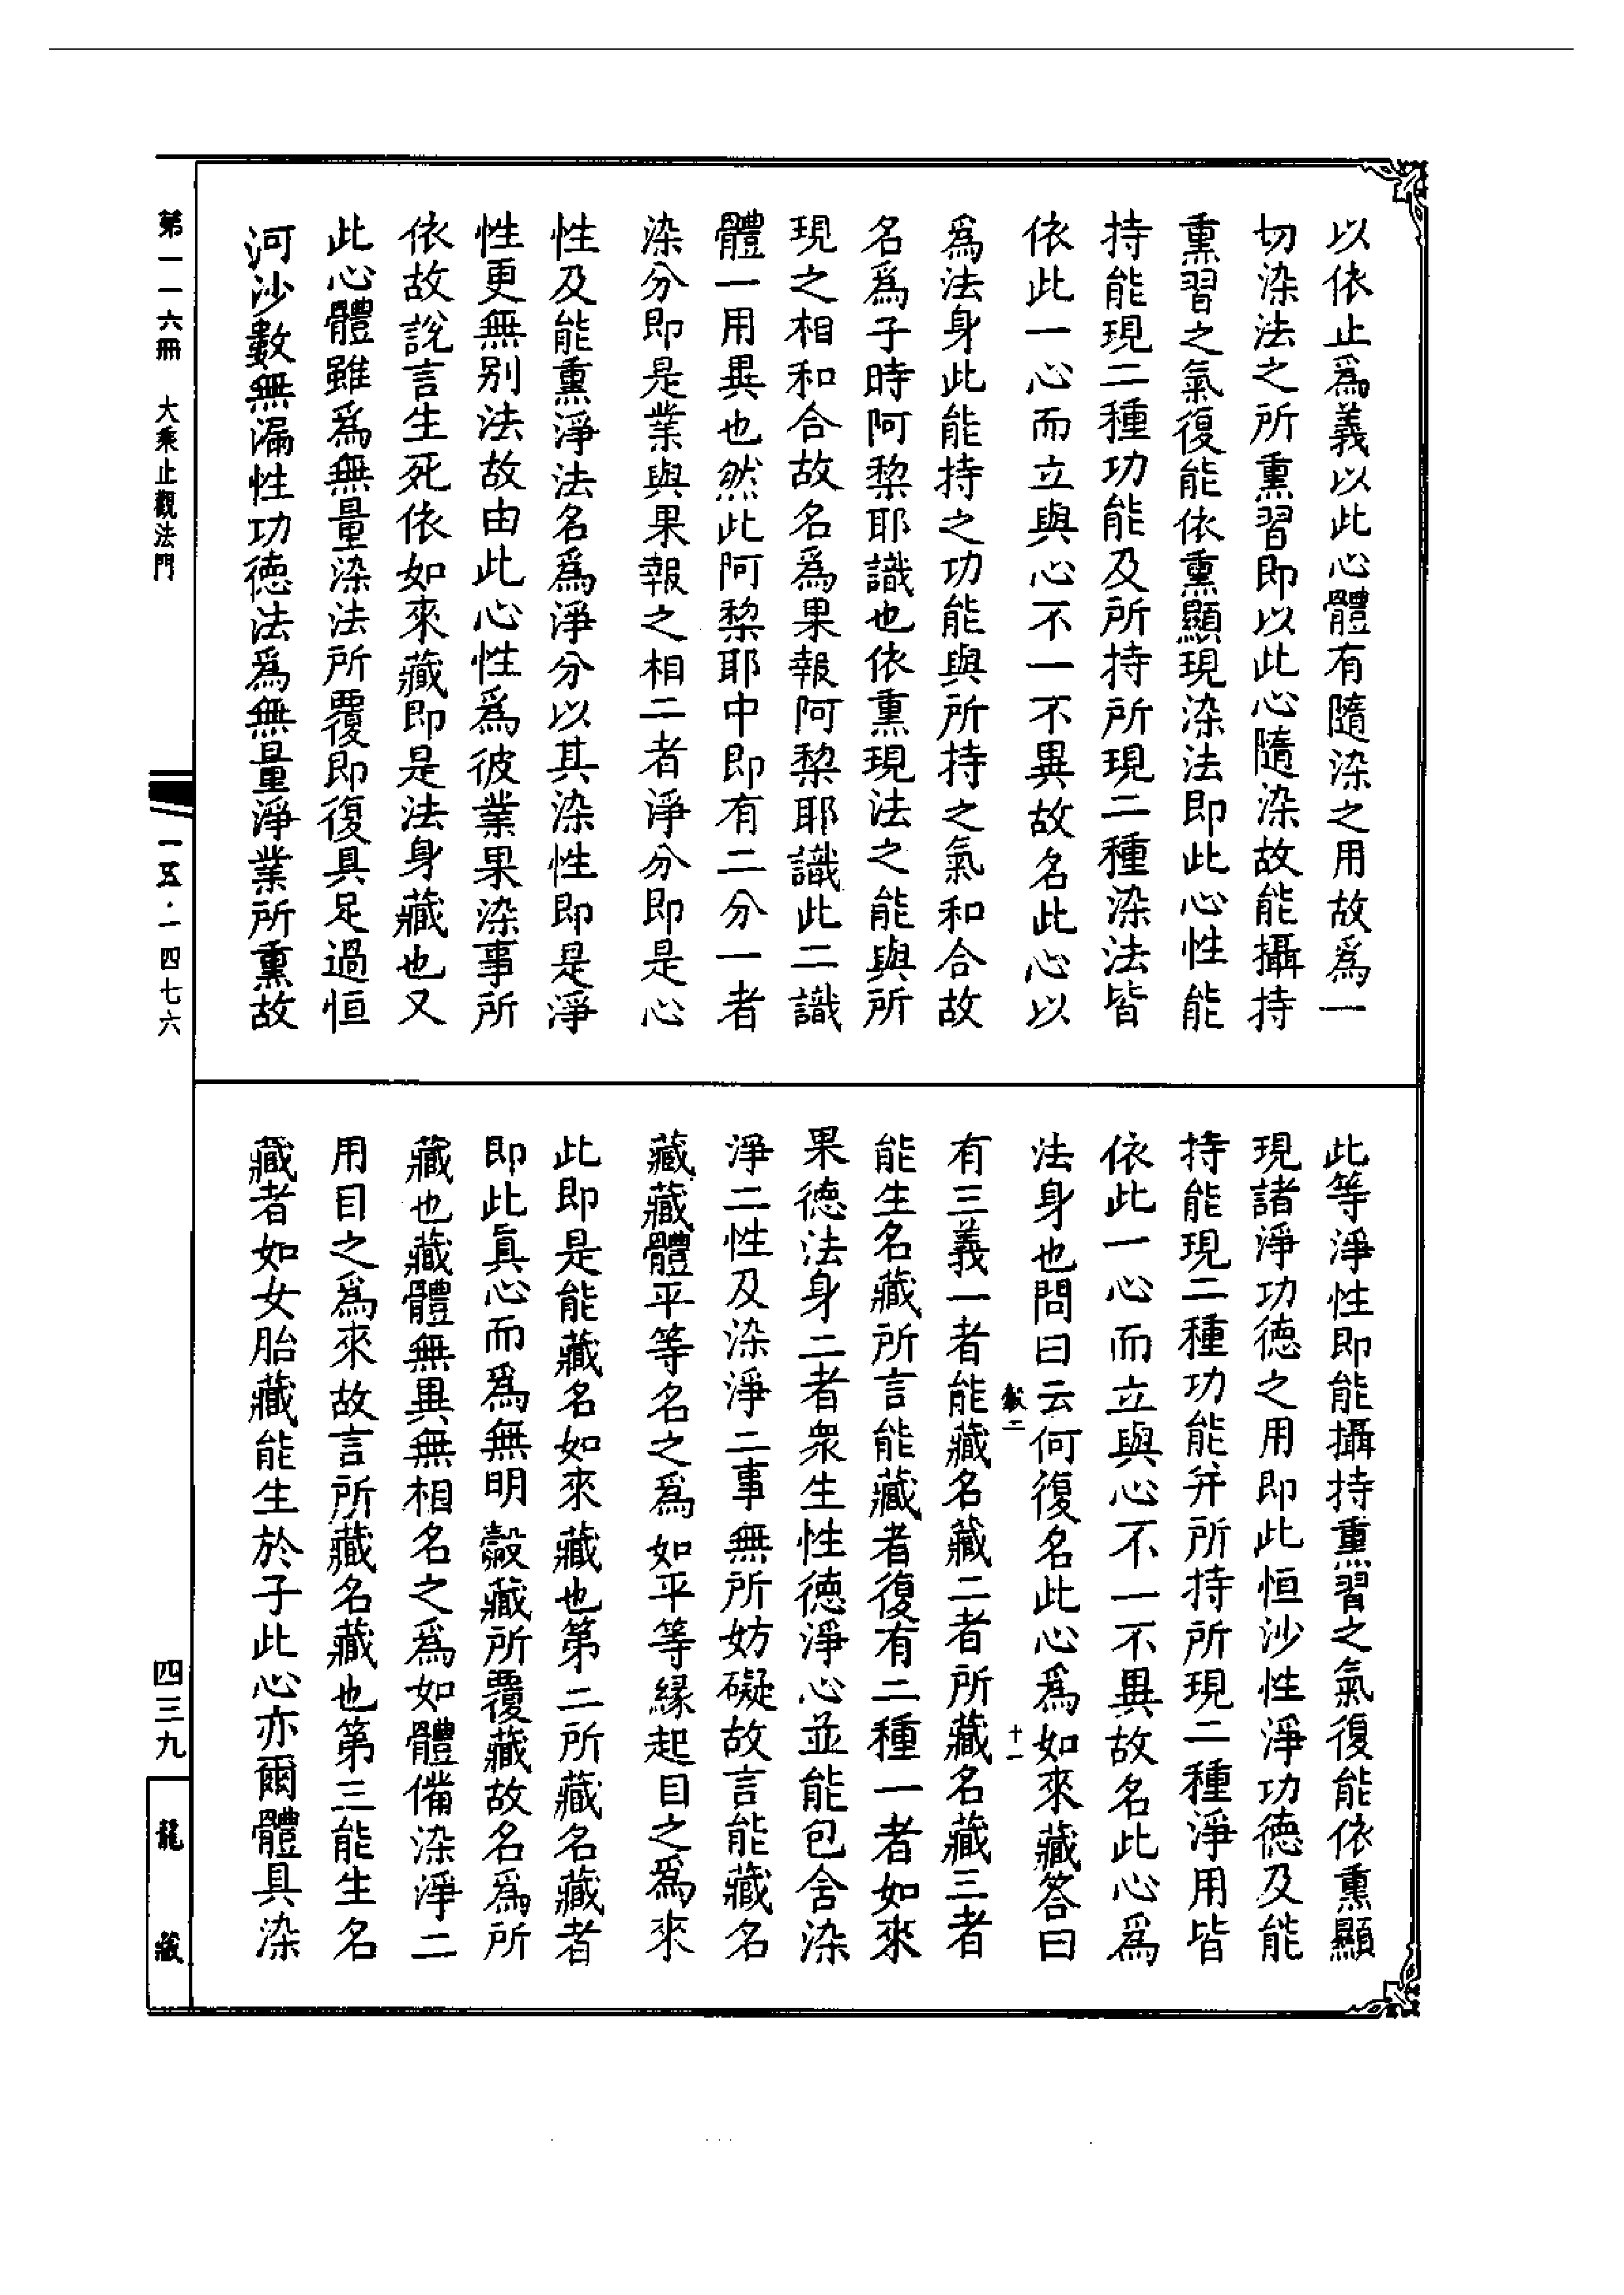 以依止為義以此心體有隨染之用故為一
切染法之所熏習即以此心隨染故能攝持
熏習之氣復能依熏顯現染法即此心性能
持能現二種功能及所持所現二種染法皆
依此一心而立與心不一不異故名此心以
為法身此能持之功能與所持之氣和合故
名為子時阿梨耶識也依熏現法之能與所
現之相和合故名為果報阿梨耶識此二識
體一用異也然此阿梨耶中即有二分一者
染分即是業與果報之相二者淨分即是心
性及能熏淨法名為淨分以其染性即是淨
性更無別法故由此心性為彼業果染事所
依故說言生死依如來藏即是法身藏也又
此心體雖為無量染法所覆即復具足過恒
河沙數無漏性功德法為無量淨業所熏故
此等淨性即能攝持熏習之氣復能依熏顯
現諸淨功德之用即此恒沙性淨功德及能
持能現二種功能并所持所現二種淨用皆
依此一心而立與心不一不異故名此心為
法身也問曰云何復名此心為如來藏答曰
有三義一者能藏名藏二者所藏名藏三者
能生名藏所言能藏者復有二種一者如來
果德法身二者眾生性德淨心並能包含染
淨二性及染淨二事無所妨礙故言能藏名
藏藏體平等名之為如平等緣起目之為來
此即是能藏名如來藏也第二所藏名藏者
即此真心而為無明㲉藏所覆藏故名為所
藏也藏體無異無相名之為如體備染淨二
用目之為來故言所藏名藏也第三能生名
藏者如女胎藏能生於子此心亦爾體具染
十一
第一一六冊 大乘止觀法門
一五·一四七六
四三九
龍藏